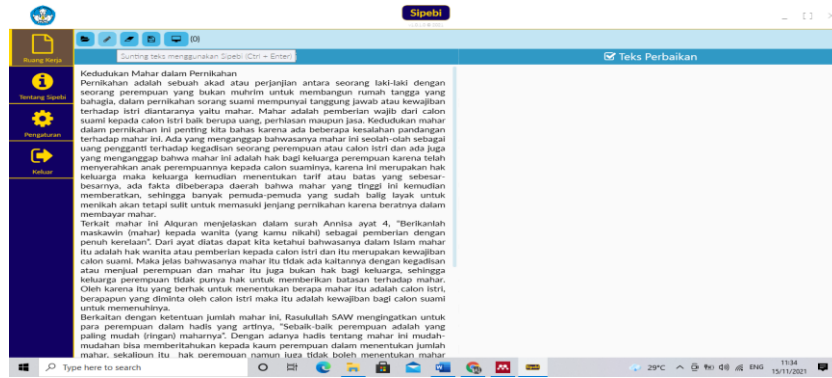 Sipebi
(0)
Ruang Kerja
Sunting teks menggunakan Sipebi (Ctrl + Enter)
Teks Perbaikan
Tentang Sipebi
Pengaturan
Keluar
Kedudukan Mahar dalam Pernikahan
Pernikahan adalah sebuah akad atau perjanjian antara seorang laki-laki dengan
seorang perempuan yang bukan muhrim untuk membangun rumah tangga yang
bahagia, dalam pernikahan sorang suami mempunyai tanggung jawab atau kewajiban
terhadap istri diantaranya yaitu mahar. Mahar adalah pemberian wajib dari calon
suami kepada calon istri baik berupa uang, perhiasan maupun jasa. Kedudukan mahar
dalam pernikahan ini penting kita bahas karena ada beberapa kesalahan pandangan
terhadap mahar ini. Ada yang menganggap bahwasanya mahar ini seolah-olah sebagai
uang pengganti terhadap kegadisan seorang perempuan atau calon istri dan ada juga
yang menganggap bahwa mahar ini adalah hak bagi keluarga perempuan karena telah
menyerahkan anak perempuannya kepada calon suaminya, karena ini merupakan hak
keluarga maka keluarga kemudian menentukan tarif atau batas yang sebesar-
besarnya, ada fakta dibeberapa daerah bahwa mahar yang tinggi ini kemudian
memberatkan, sehingga banyak pemuda-pemuda yang sudah balig layak untuk
menikah akan tetapi sulit untuk memasuki jenjang pernikahan karena beratnya dalam
membayar mahar.
Terkait mahar ini Alquran menjelaskan dalam surah Annisa ayat 4, "Berikanlah
maskawin (mahar) kepada wanita (yang kamu nikahi) sebagai pemberian dengan
penuh kerelaan". Dari ayat diatas dapat kita ketahui bahwasanya dalam Islam mahar
itu adalah hak wanita atau pemberian kepada calon istri dan itu merupakan kewajiban
calon suami. Maka jelas bahwasanya mahar itu tidak ada kaitannya dengan kegadisan
atau menjual perempuan dan mahar itu juga bukan hak bagi keluarga, sehingga
keluarga perempuan tidak punya hak untuk memberikan batasan terhadap mahar.
Oleh karena itu yang berhak untuk menentukan berapa mahar itu adalah calon istri,
berapapun yang diminta oleh calon istri maka itu adalah kewajiban bagi calon suami
untuk memenuhinya.
Berkaitan dengan ketentuan jumlah mahar ini, Rasulullah SAW mengingatkan untuk
para perempuan dalam hadis yang artinya, "Sebaik-baik perempuan adalah yang
paling mudah (ringan) maharnya". Dengan adanya hadis tentang mahar ini mudah-
mudahan bisa memberitahukan kepada kaum perempuan dalam menentukan jumlah
mahar, sekalipun itu hak perempuan namun juga tidak boleh menentukan mahar
Type here to search
29°C
ENG
11:34
15/11/2021